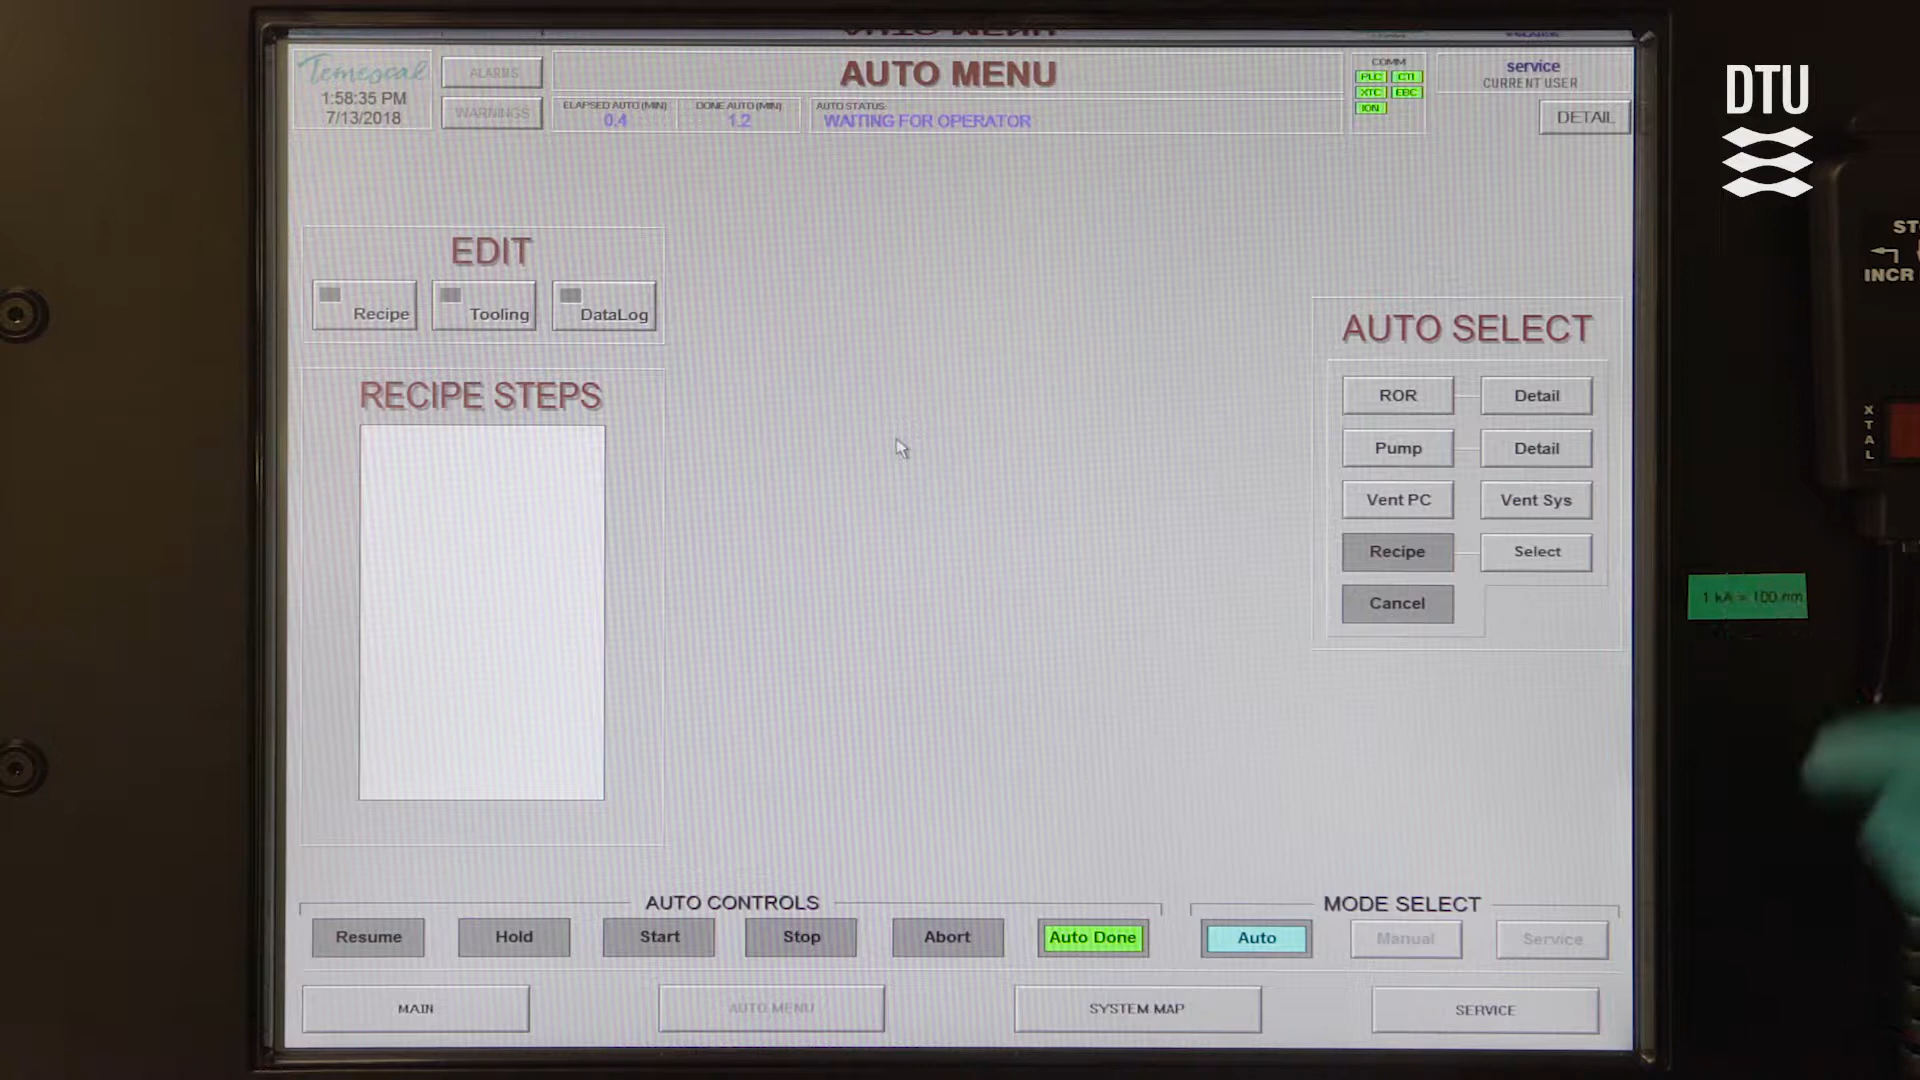 Temescal
1:58:35 PM
7/13/2018
ALARMS
WARNINGS
AUTO MENU
ELAPSED AUTO (MIN)
0.4
DONE AUTO (MIN)
1.2
AUTO STATUS:
WAITING FOR OPERATOR
COMM
PLC CTI
XTC EBC
ION
service
CURRENT USER
DETAIL
DTU
EDIT
Recipe Tooling DataLog
RECIPE STEPS
AUTO SELECT
ROR Detail
Pump Detail
Vent PC Vent Sys
Recipe Select
Cancel
INCR
XTAL
1 kA = 100 nm
AUTO CONTROLS
Resume Hold Start Stop Abort Auto Done
MODE SELECT
Auto Manual Service
MAIN AUTO MENU SYSTEM MAP SERVICE